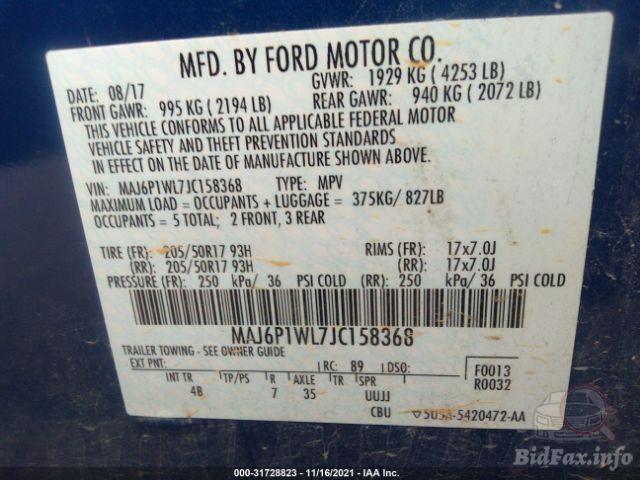 MFD. BY FORD MOTOR CO.
DATE: 08/17 GVWR: 1929 KG ( 4253 LB)
FRONT GAWR: 995 KG ( 2194 LB) REAR GAWR: 940 KG ( 2072 LB)
THIS VEHICLE CONFORMS TO ALL APPLICABLE FEDERAL MOTOR
VEHICLE SAFETY AND THEFT PREVENTION STANDARDS
IN EFFECT ON THE DATE OF MANUFACTURE SHOWN ABOVE.
VIN: MAJ6P1WL7JC158368 TYPE: MPV
MAXIMUM LOAD = OCCUPANTS + LUGGAGE = 375KG/ 827LB
OCCUPANTS = 5 TOTAL; 2 FRONT, 3 REAR
TIRE (FR): 205/50R17 93H RIMS (FR): 17x7.0J
(RR): 205/50R17 93H (RR): 17x7.0J
PRESSURE (FR): 250 kPa/ 36 PSI COLD (RR): 250 kPa/ 36 PSI COLD
MAJ6P1WL7JC158368
TRAILER TOWING - SEE OWNER GUIDE
EXT PNT: RC: 89 DSO: F0013
R0032
INT TR TP/PS R AXLE TR SPR
4B 7 35 UUJJ
CBU 5420472-AA
BidFax.info
000-31728823 - 11/16/2021 - IAA Inc.